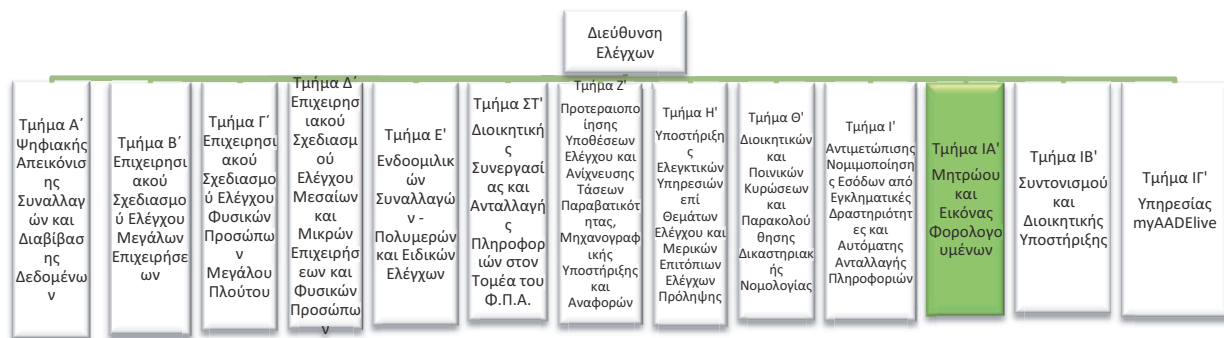 Διεύθυνση
Ελέγχων
Τμήμα Α΄
Ψηφιακής
Απεικόνισ
ης
Συναλλαγ
ών και
Διαβίβασ
ης
Δεδομένω
ν
Τμήμα Β΄
Επιχειρησι
ακού
Σχεδιασμο
ύ Ελέγχου
Μεγάλων
Επιχειρήσε
ων
Τμήμα Γ΄
Επιχειρησι
ακού
Σχεδιασμο
ύ Ελέγχου
Φυσικών
Προσώπω
ν
Μεγάλου
Πλούτου
Τμήμα Δ΄
Επιχειρησ
ιακού
Σχεδιασμ
ού
Ελέγχου
Μεσαίων
και
Μικρών
Επιχειρήσ
εων και
Φυσικών
Προσώπω
ν
Τμήμα Ε'
Ενδοομιλικ
ών
Συναλλαγώ
ν -
Πολυμερών
και Ειδικών
Ελέγχων
Τμήμα ΣΤ'
Διοικητική
ς
Συνεργασί
ας και
Ανταλλαγή
ς
Πληροφορ
ιών στον
Τομέα του
Φ.Π.Α.
Τμήμα Ζ'
Προτεραιοπο
ίησης
Υποθέσεων
Ελέγχου και
Ανίχνευσης
Τάσεων
Παραβατικό
τητας,
Μηχανογραφ
ικής
Υποστήριξης
και
Αναφορών
Τμήμα Η'
Υποστήριξη
ς
Ελεγκτικών
Υπηρεσιών
επί
Θεμάτων
Ελέγχου και
Μερικών
Επιτόπιων
Ελέγχων
Πρόληψης
Τμήμα Θ'
Διοικητικών
και
Ποινικών
Κυρώσεων
και
Παρακολού
θησης
Δικαστηριακ
ής
Νομολογίας
Τμήμα Ι'
Αντιμετώπισης
Νομιμοποίηση
ς Εσόδων από
Εγκληματικές
Δραστηριότητ
ες και
Αυτόματης
Ανταλλαγής
Πληροφοριών
Τμήμα ΙΑ'
Μητρώου
και
Εικόνας
Φορολογο
υμένων
Τμήμα ΙΒ'
Συντονισμού
και
Διοικητικής
Υποστήριξης
Τμήμα ΙΓ'
Υπηρεσίας
myAADElive